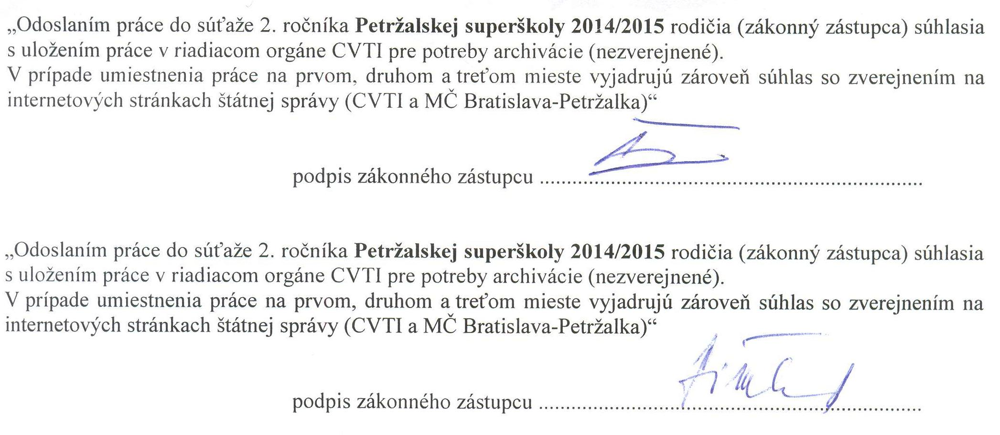 „Odoslaním práce do súťaže 2. ročníka Petržalskej superškoly 2014/2015 rodičia (zákonný zástupca) súhlasia
s uložením práce v riadiacom orgáne CVTI pre potreby archivácie (nezverejnené).
V prípade umiestnenia práce na prvom, druhom a treťom mieste vyjadrujú zároveň súhlas so zverejnením na
internetových stránkach štátnej správy (CVTI a MČ Bratislava-Petržalka)“
podpis zákonného zástupcu ........................................................................
„Odoslaním práce do súťaže 2. ročníka Petržalskej superškoly 2014/2015 rodičia (zákonný zástupca) súhlasia
s uložením práce v riadiacom orgáne CVTI pre potreby archivácie (nezverejnené).
V prípade umiestnenia práce na prvom, druhom a treťom mieste vyjadrujú zároveň súhlas so zverejnením na
internetových stránkach štátnej správy (CVTI a MČ Bratislava-Petržalka)“
podpis zákonného zástupcu ........................................................................